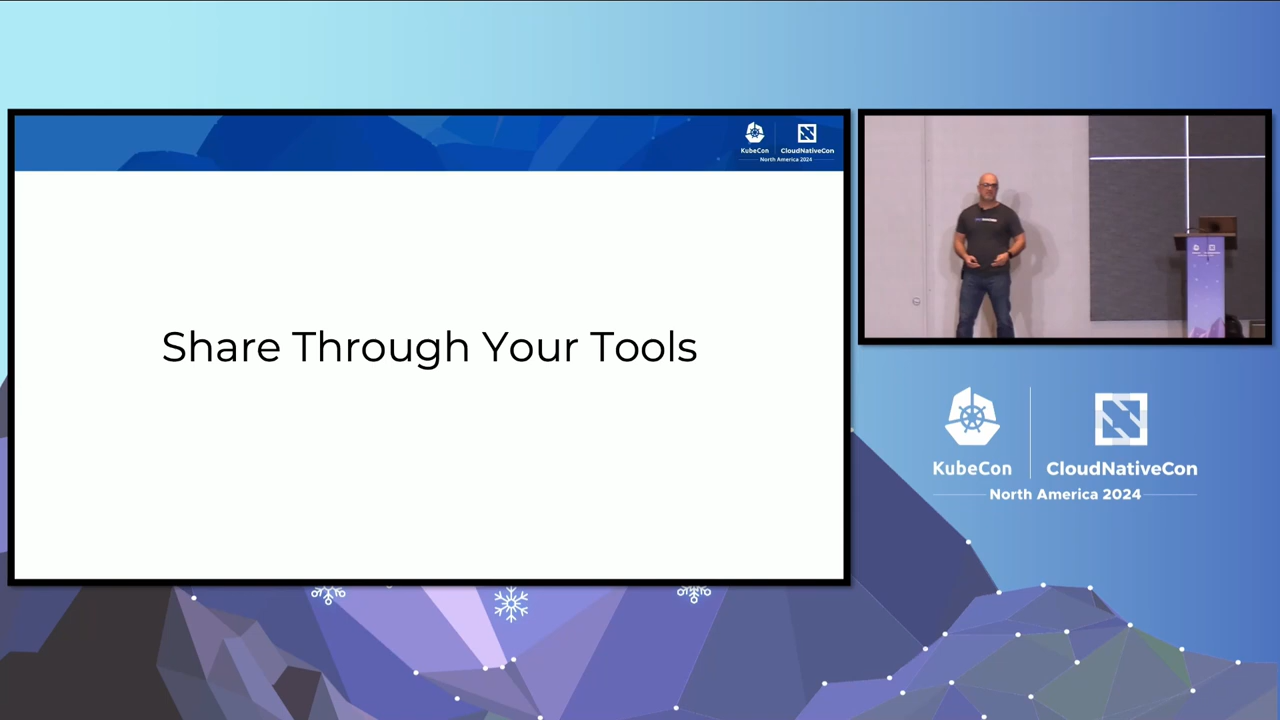 KubeCon
CloudNativeCon
North America 2024
Share Through Your Tools
KubeCon
CloudNativeCon
North America 2024